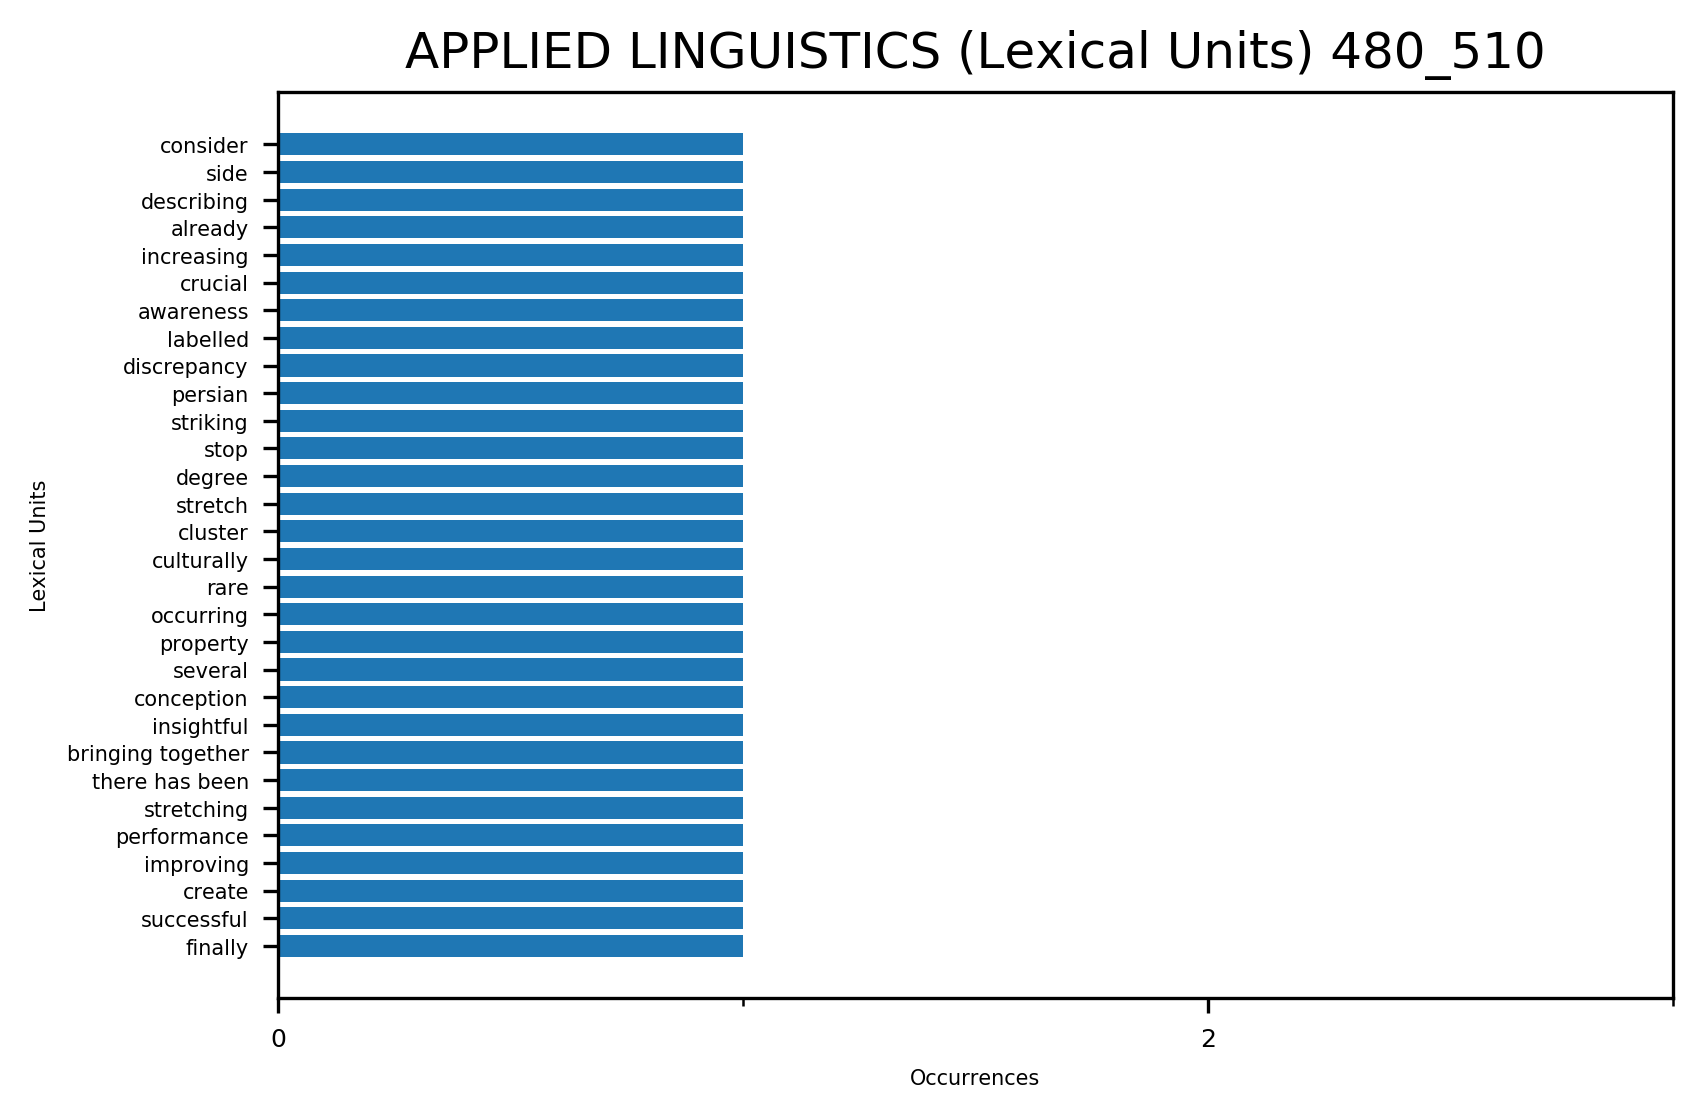 APPLIED LINGUISTICS (Lexical Units) 480_510
consider
side
describing
already
increasing
crucial
awareness
labelled
discrepancy
persian
striking
stop
degree
stretch
cluster
culturally
rare
occurring
property
several
conception
insightful
bringing together
there has been
stretching
performance
improving
create
successful
finally
Lexical Units
0
2
Occurrences